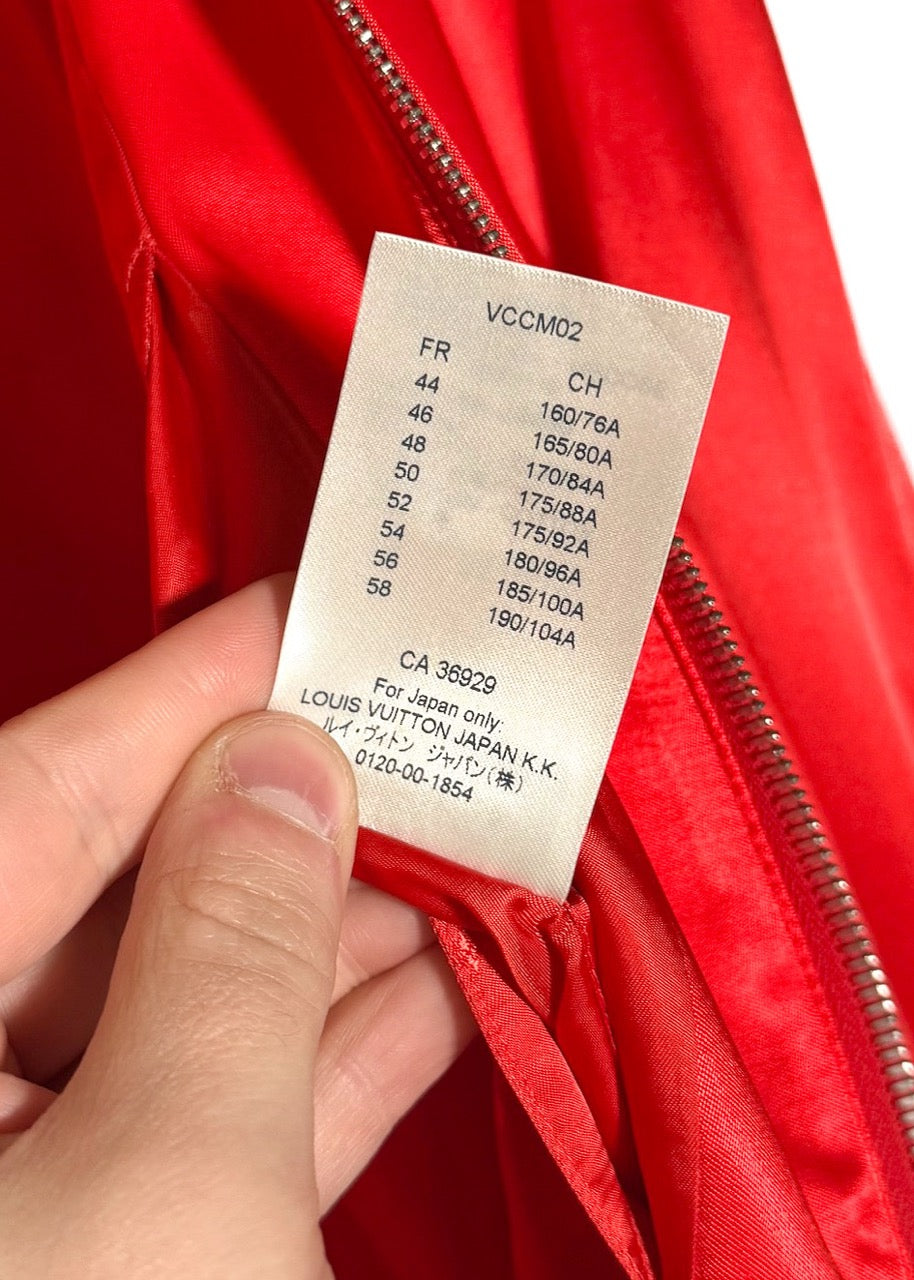 VCCM02
FR CH
44 160/76A
46 165/80A
48 170/84A
50 175/88A
52 175/92A
54 180/96A
56 185/100A
58 190/104A
CA 36929
For Japan only:
LOUIS VUITTON JAPAN K.K.
ルイ・ヴィトン ジャパン(株)
0120-00-1854